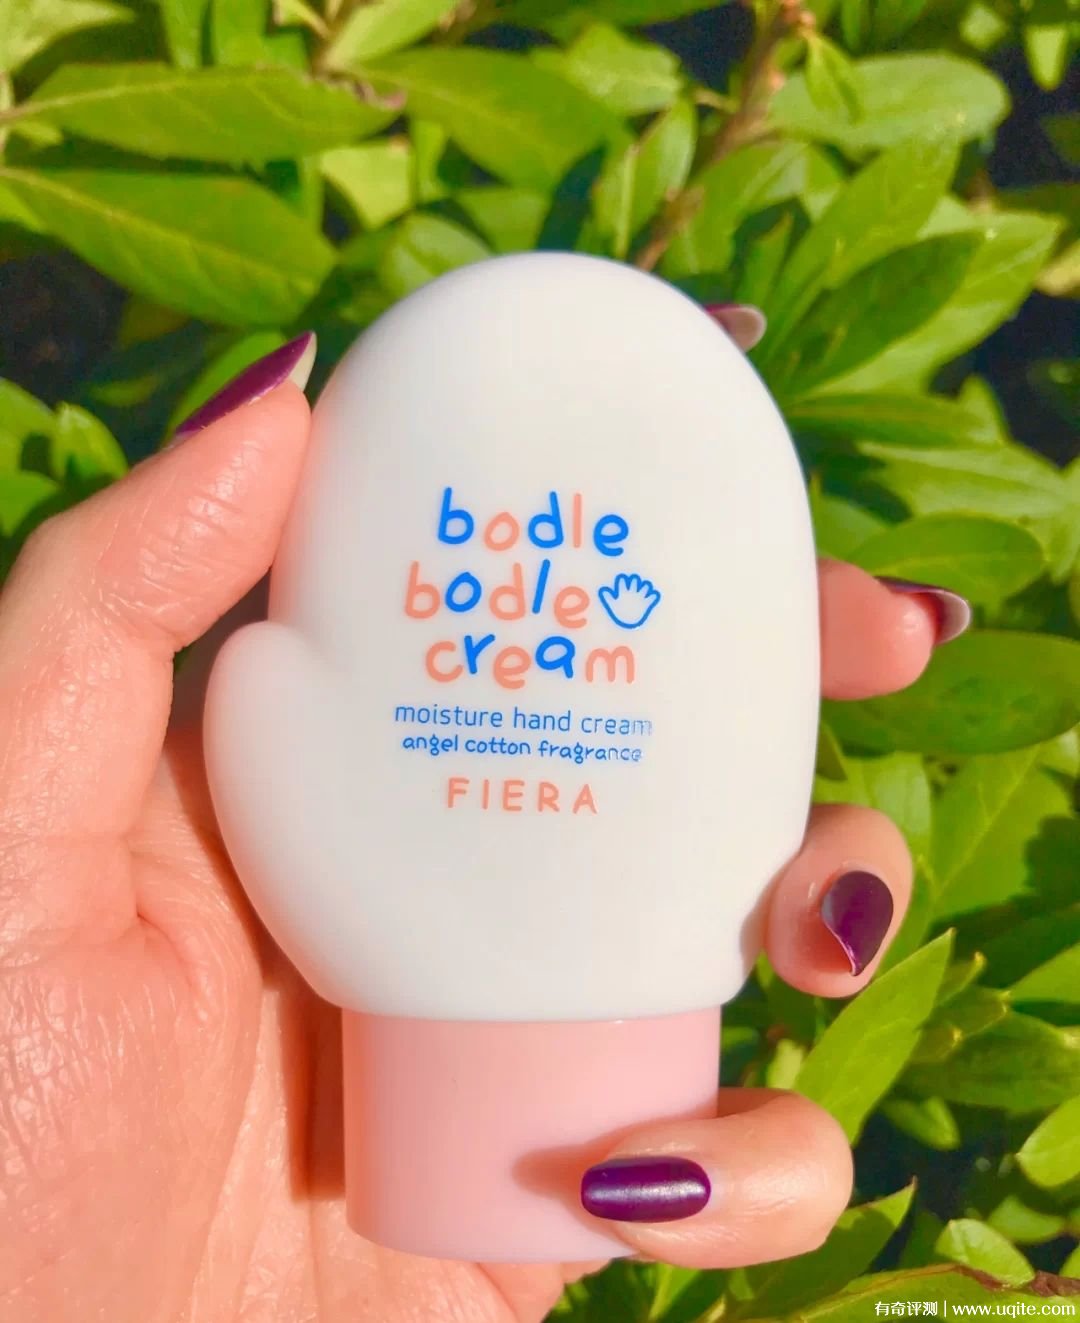 bodle
bodle
cream
moisture hand cream
angel cotton fragrance
FIERA
有奇评测 | www.uqite.com